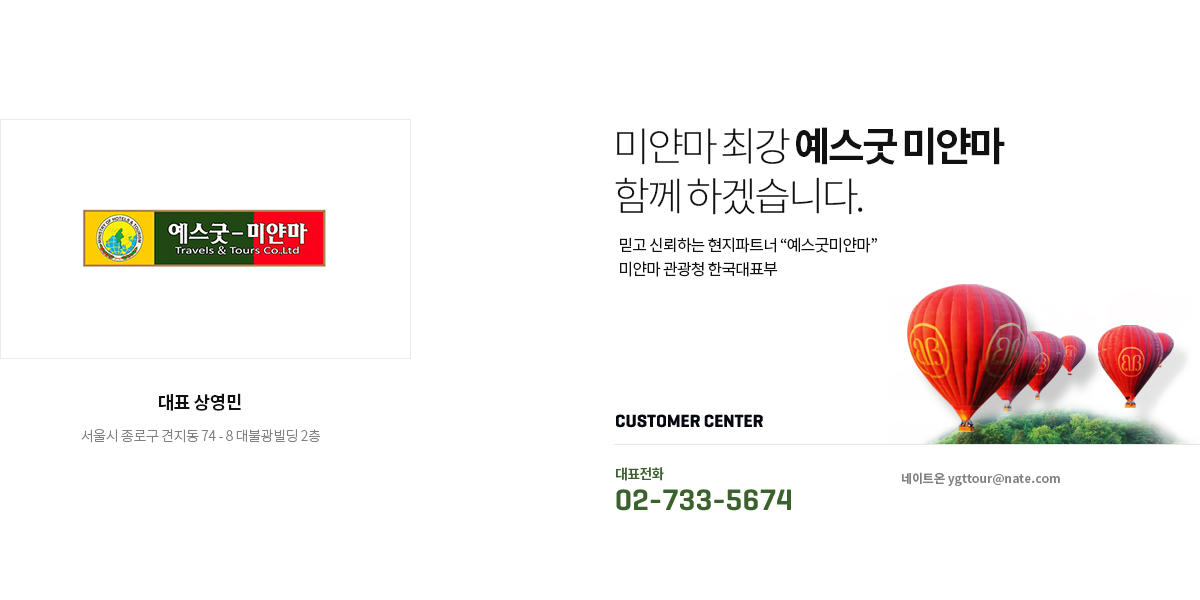 MINISTRY OF HOTELS & TOURISM
예스굿-미얀마
Travels & Tours Co.Ltd
대표 상영민
서울시 종로구 견지동 74 - 8 대불광빌딩 2층
미얀마 최강 예스굿 미얀마
함께 하겠습니다.
믿고 신뢰하는 현지파트너 “예스굿미얀마”
미얀마 관광청 한국대표부
CUSTOMER CENTER
대표전화
02-733-5674
네이트온 ygttour@nate.com